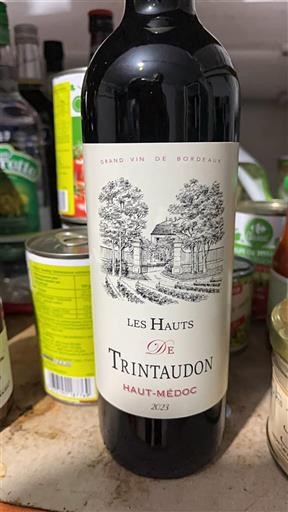 GRAND VIN DE BORDEAUX
LES HAUTS
DE
TRINTAUDON
HAUT-MÉDOC
2023